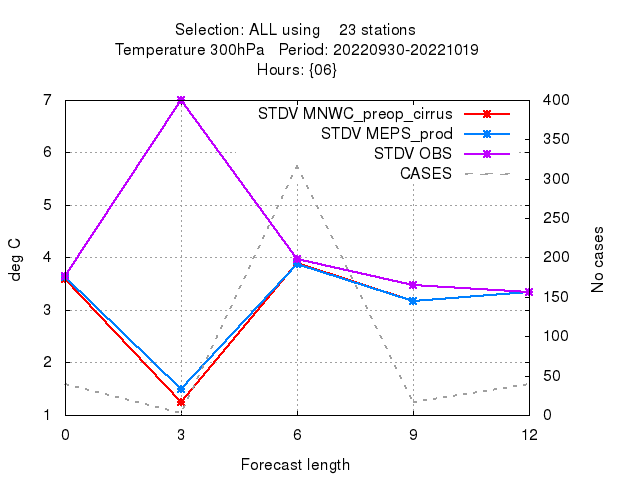 Selection: ALL using 23 stations
Temperature 300hPa Period: 20220930-20221019
Hours: {06}
STDV MNWC_preop_cirrus
STDV MEPS_prod
STDV OBS
CASES
7
6
5
4
3
2
1
deg C
400
350
300
250
200
150
100
50
0
No cases
0 3 6 9 12
Forecast length